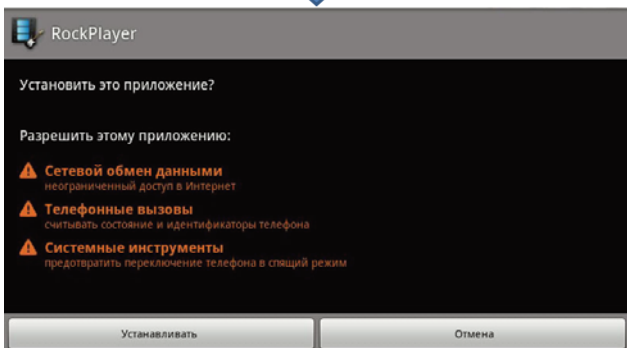 RockPlayer
Установить это приложение?
Разрешить этому приложению:
Сетевой обмен данными
неограниченный доступ в Интернет
Телефонные вызовы
считывать состояние и идентификаторы телефона
Системные инструменты
предотвратить переключение телефона в спящий режим
Устанавливать Отмена